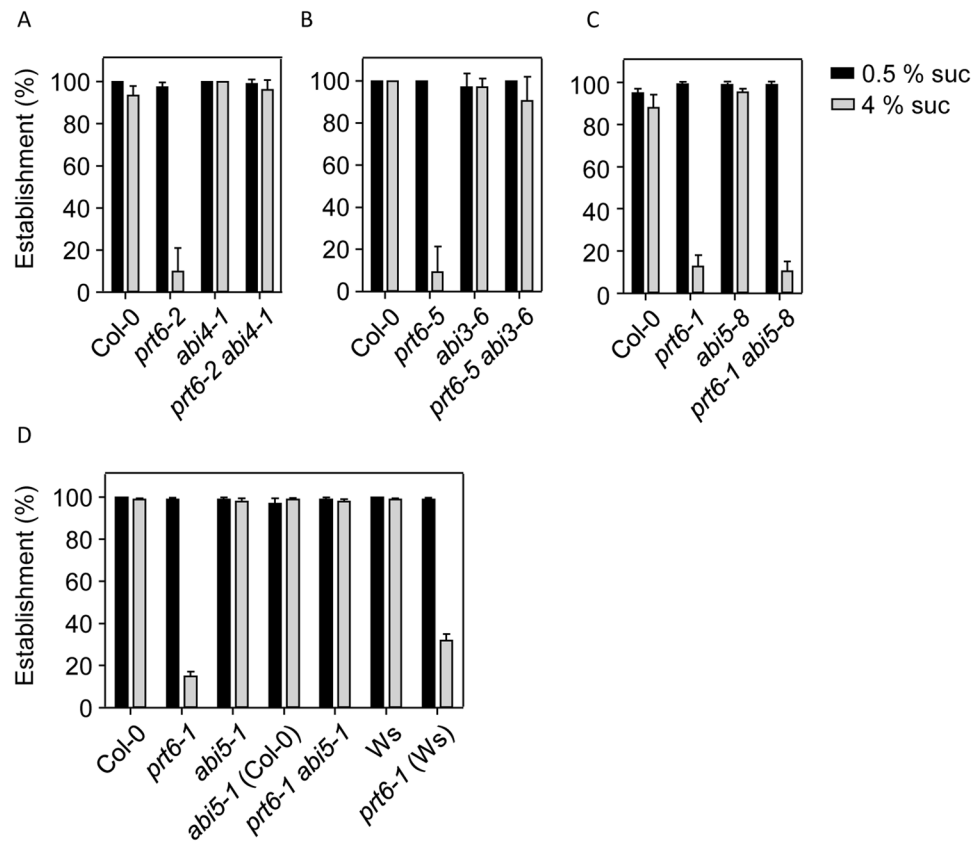 A
B
C
Establishment (%)
100
80
60
40
20
0
Col-0
prt6-2
abi4-1
prt6-2 abi4-1
100
80
60
40
20
0
Col-0
prt6-5
abi3-6
prt6-5 abi3-6
100
80
60
40
20
0
Col-0
prt6-1
abi5-8
prt6-1 abi5-8
0.5 % suc
4 % suc
D
Establishment (%)
100
80
60
40
20
0
Col-0
prt6-1
abi5-1
abi5-1 (Col-0)
prt6-1 abi5-1
Ws
prt6-1 (Ws)